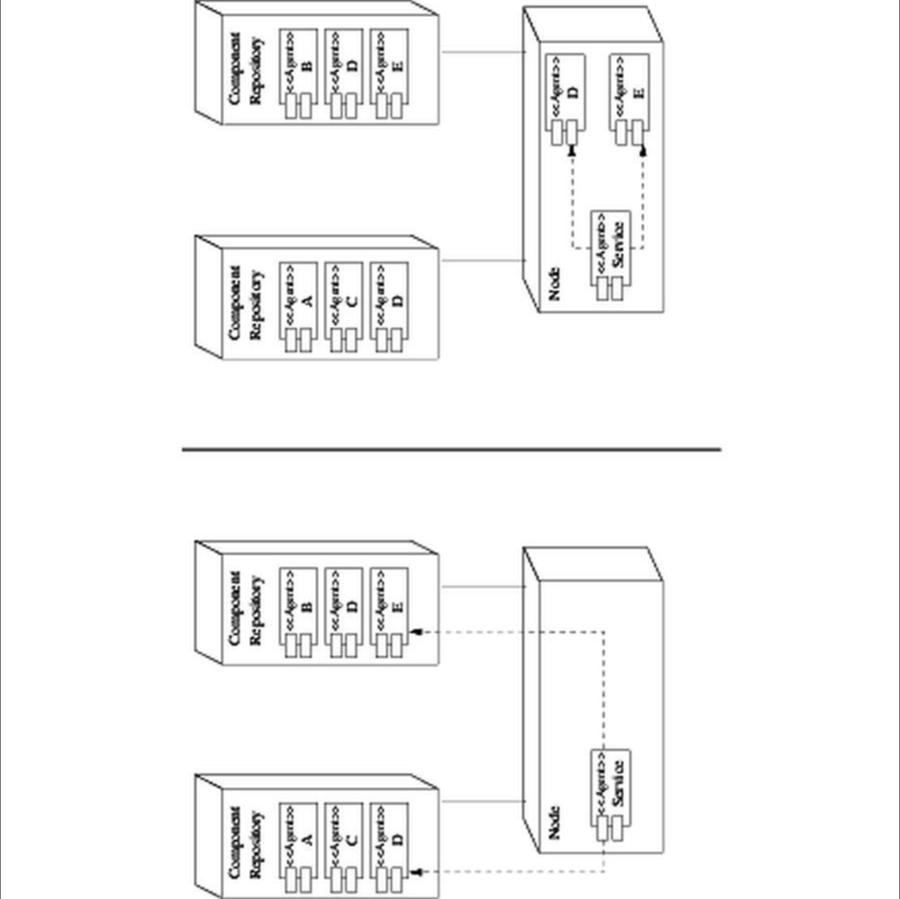 Component
Repository
<<Agent>>
A
<<Agent>>
C
<<Agent>>
D
Component
Repository
<<Agent>>
B
<<Agent>>
D
<<Agent>>
E
Node
<<Agent>>
Service
Component
Repository
<<Agent>>
A
<<Agent>>
C
<<Agent>>
D
Component
Repository
<<Agent>>
B
<<Agent>>
D
<<Agent>>
E
Node
<<Agent>>
Service
<<Agent>>
D
<<Agent>>
E